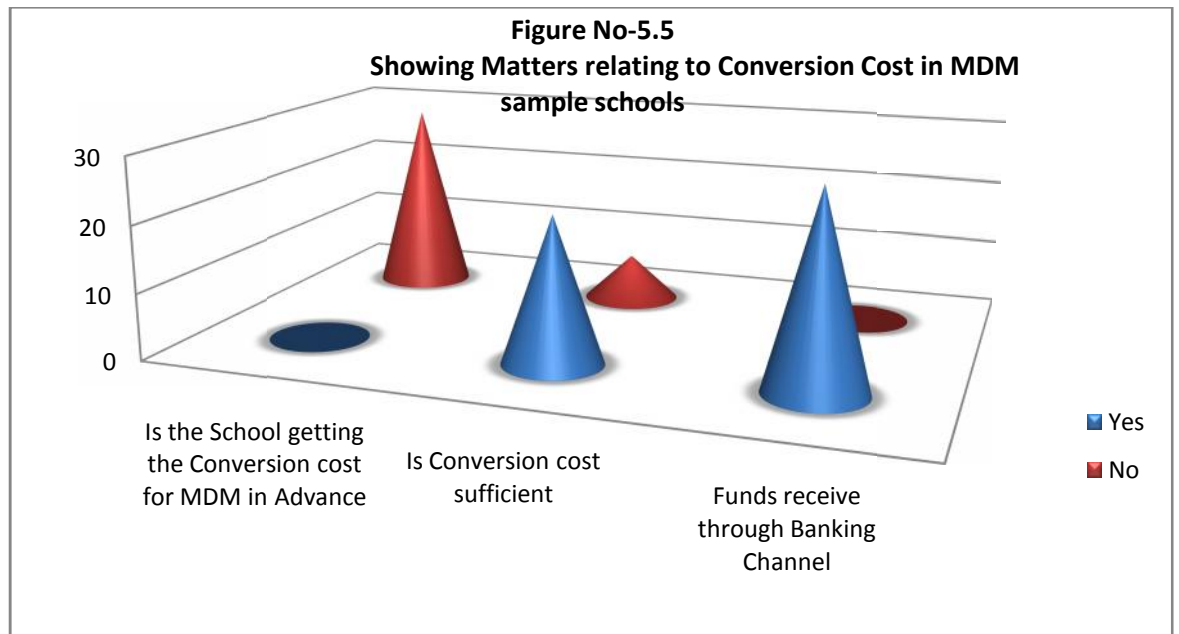 Figure No-5.5
Showing Matters relating to Conversion Cost in MDM
sample schools
30
20
10
0
Is the School getting
the Conversion cost
for MDM in Advance
Is Conversion cost
sufficient
Funds receive
through Banking
Channel
Yes
No